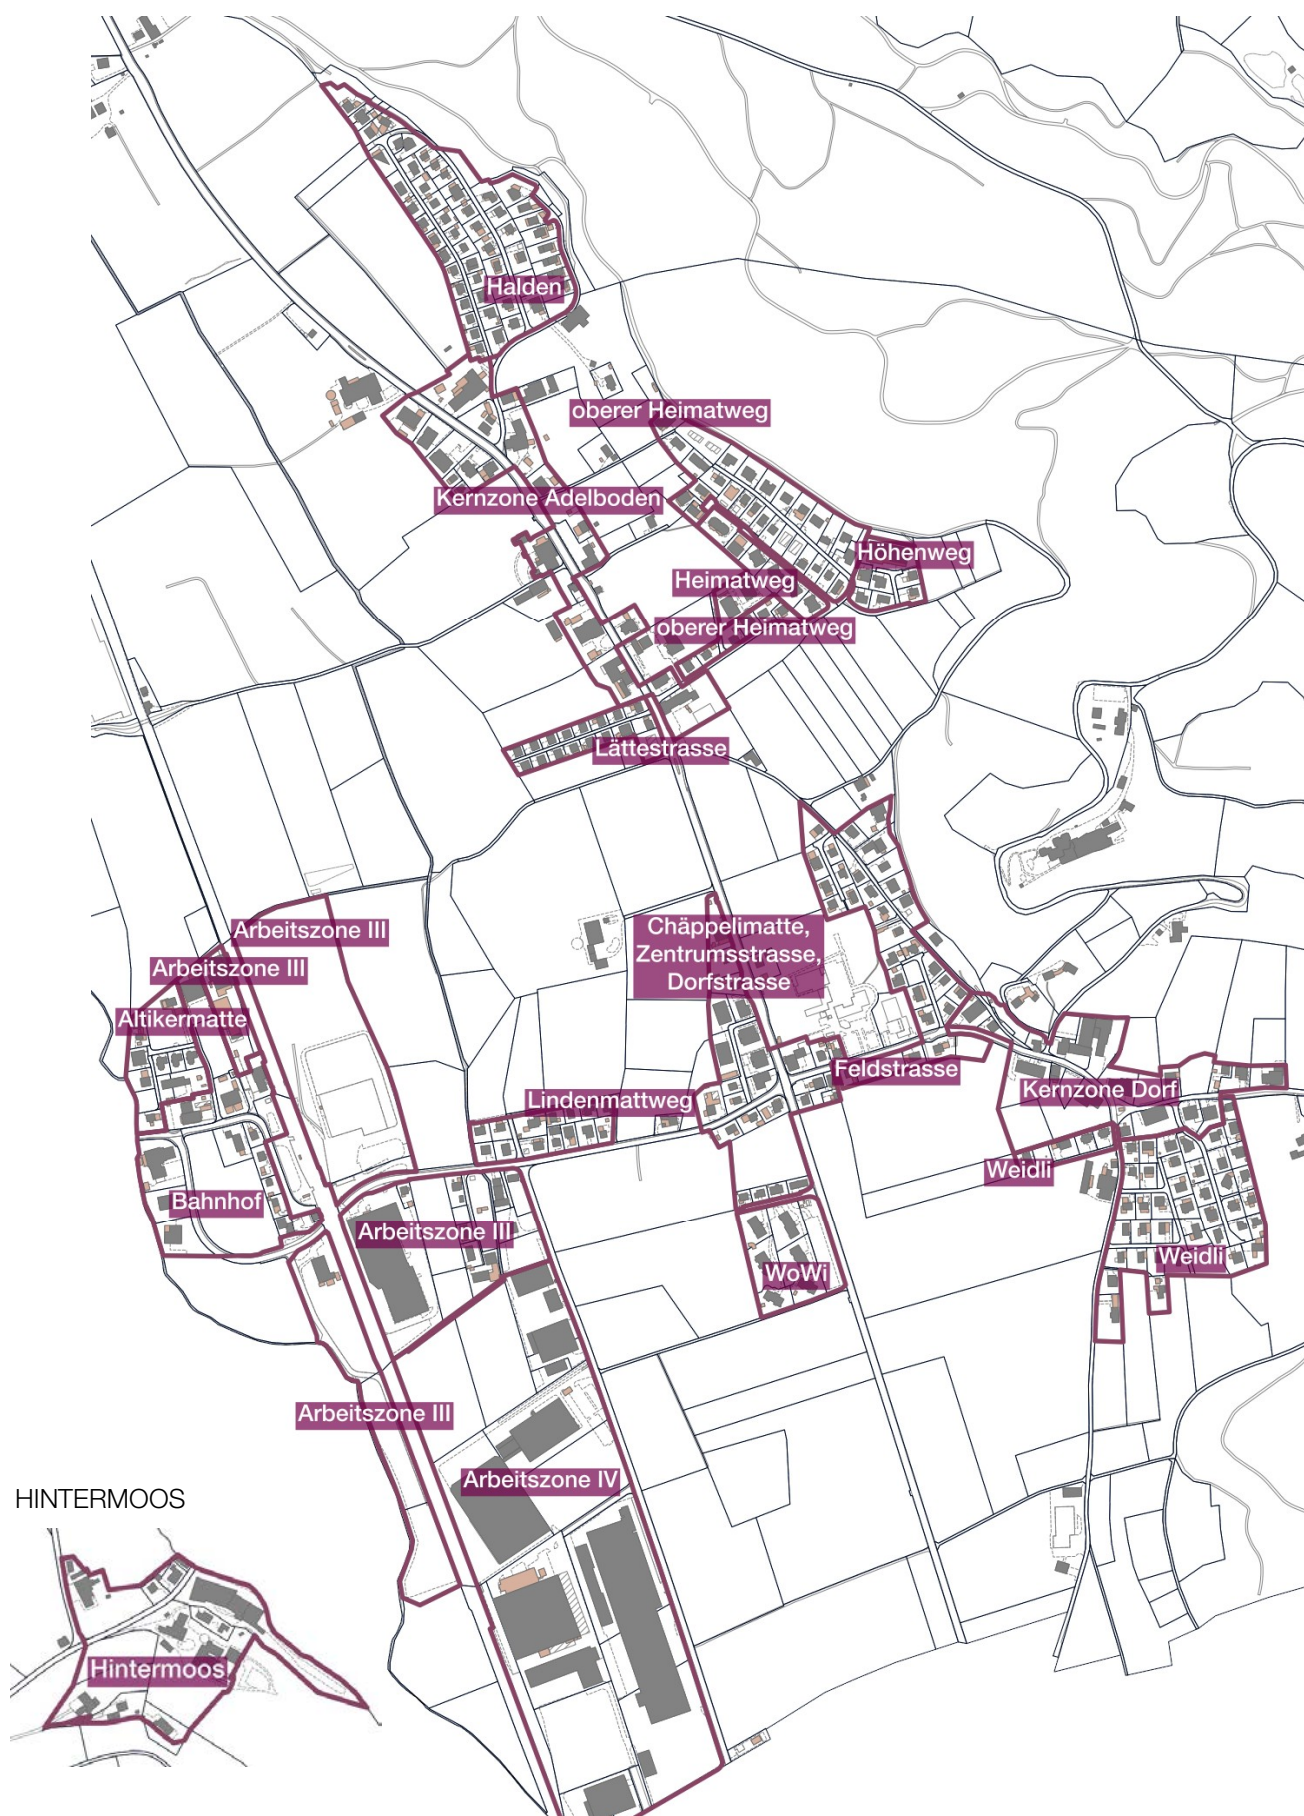 Halden
oberer Heimatweg
Kernzone Adelboden
Höhenweg
Heimatweg
oberer Heimatweg
Lättestrasse
Chäppelimatte,
Zentrumsstrasse,
Dorfstrasse
Arbeitszone III
Arbeitszone III
Altikermatte
Feldstrasse
Kernzone Dorf
Lindenmattweg
Weidli
Bahnhof
Arbeitszone III
Weidli
WoWi
Arbeitszone III
Arbeitszone IV
HINTERMOOS
Hintermoos